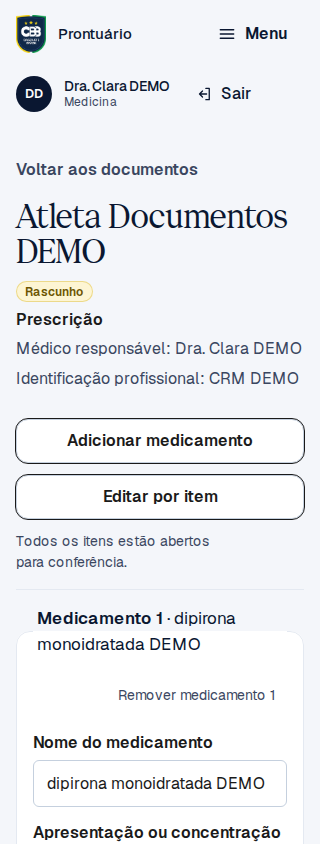 CBB
Prontuário
Menu
DD
Dra. Clara DEMO
Medicina
Sair
Voltar aos documentos
Atleta Documentos
DEMO
Rascunho
Prescrição
Médico responsável: Dra. Clara DEMO
Identificação profissional: CRM DEMO
Adicionar medicamento
Editar por item
Todos os itens estão abertos
para conferência.
Medicamento 1 · dipirona
monoidratada DEMO
Remover medicamento 1
Nome do medicamento
dipirona monoidratada DEMO
Apresentação ou concentração